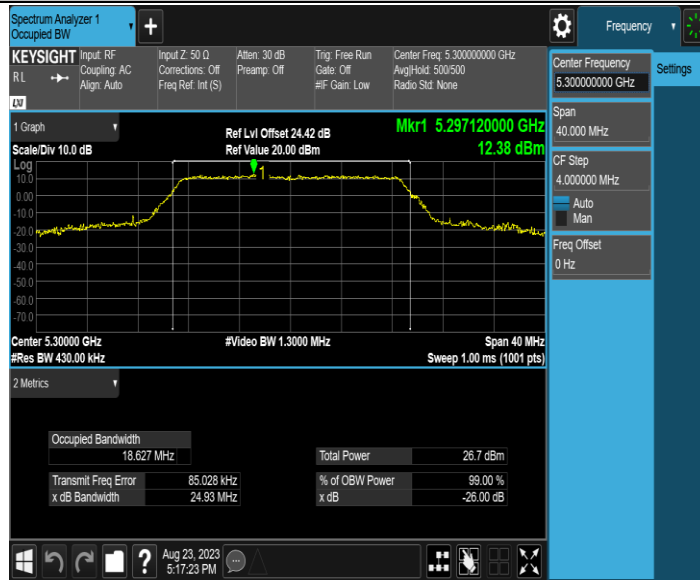 Spectrum Analyzer 1
Occupied BW
+
Frequency
KEYSIGHT
RL
LXI
Input: RF
Coupling: AC
Align: Auto
Input Z: 50 Ω
Corrections: Off
Freq Ref: Int (S)
Atten: 30 dB
Preamp: Off
Trig: Free Run
Gate: Off
#IF Gain: Low
Center Freq: 5.300000000 GHz
Avg|Hold: 500/500
Radio Std: None
Center Frequency
5.300000000 GHz
Settings
Span
40.000 MHz
CF Step
4.000000 MHz
Auto
Man
Freq Offset
0 Hz
1 Graph
Scale/Div 10.0 dB
Ref Lvl Offset 24.42 dB
Ref Value 20.00 dBm
Mkr1 5.297120000 GHz
12.38 dBm
Log
10.0
0.00
-10.0
-20.0
-30.0
-40.0
-50.0
-60.0
-70.0
1
Center 5.30000 GHz
#Res BW 430.00 kHz
#Video BW 1.3000 MHz
Span 40 MHz
Sweep 1.00 ms (1001 pts)
2 Metrics
Occupied Bandwidth
18.627 MHz
Transmit Freq Error 85.028 kHz
x dB Bandwidth 24.93 MHz
Total Power 26.7 dBm
% of OBW Power 99.00 %
x dB -26.00 dB
?
Aug 23, 2023
5:17:23 PM